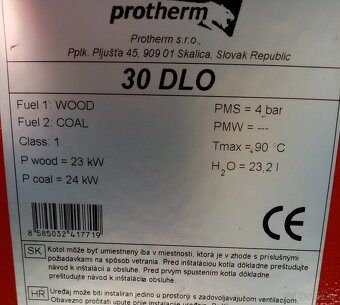 protherm
Protherm s.r.o.,
Pplk. Pljušťa 45, 909 01 Skalica, Slovak Republic
30 DLO
Fuel 1: WOOD
Fuel 2: COAL
Class: 1
P wood = 23 kW
P coal = 24 kW
PMS = 4 bar
PMW = ---
Tmax = 90 °C
H2O = 23,2 l
8 585032 417719
CE
SK Kotol môže byť umiestnený iba v miestnosti, ktorá je v zhode s príslušnými
požiadavkami na spôsob vetrania. Pred inštaláciou kotla dôkladne
preštudujte návod k inštalácii a obsluhe. Pred prvým spustením kotla dôkladne preštudujte
návod k inštalácii a obsluhe.
HR Uređaj može biti instaliran jedino u prostoriji s zadovoljavajućom ventilacijom.